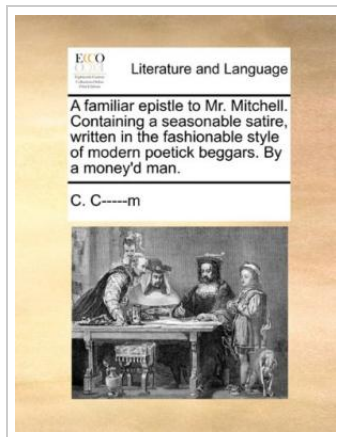 ECCO
Literature and Language
A familiar epistle to Mr. Mitchell.
Containing a seasonable satire,
written in the fashionable style
of modern poetick beggars. By
a money'd man.
C. C-----m